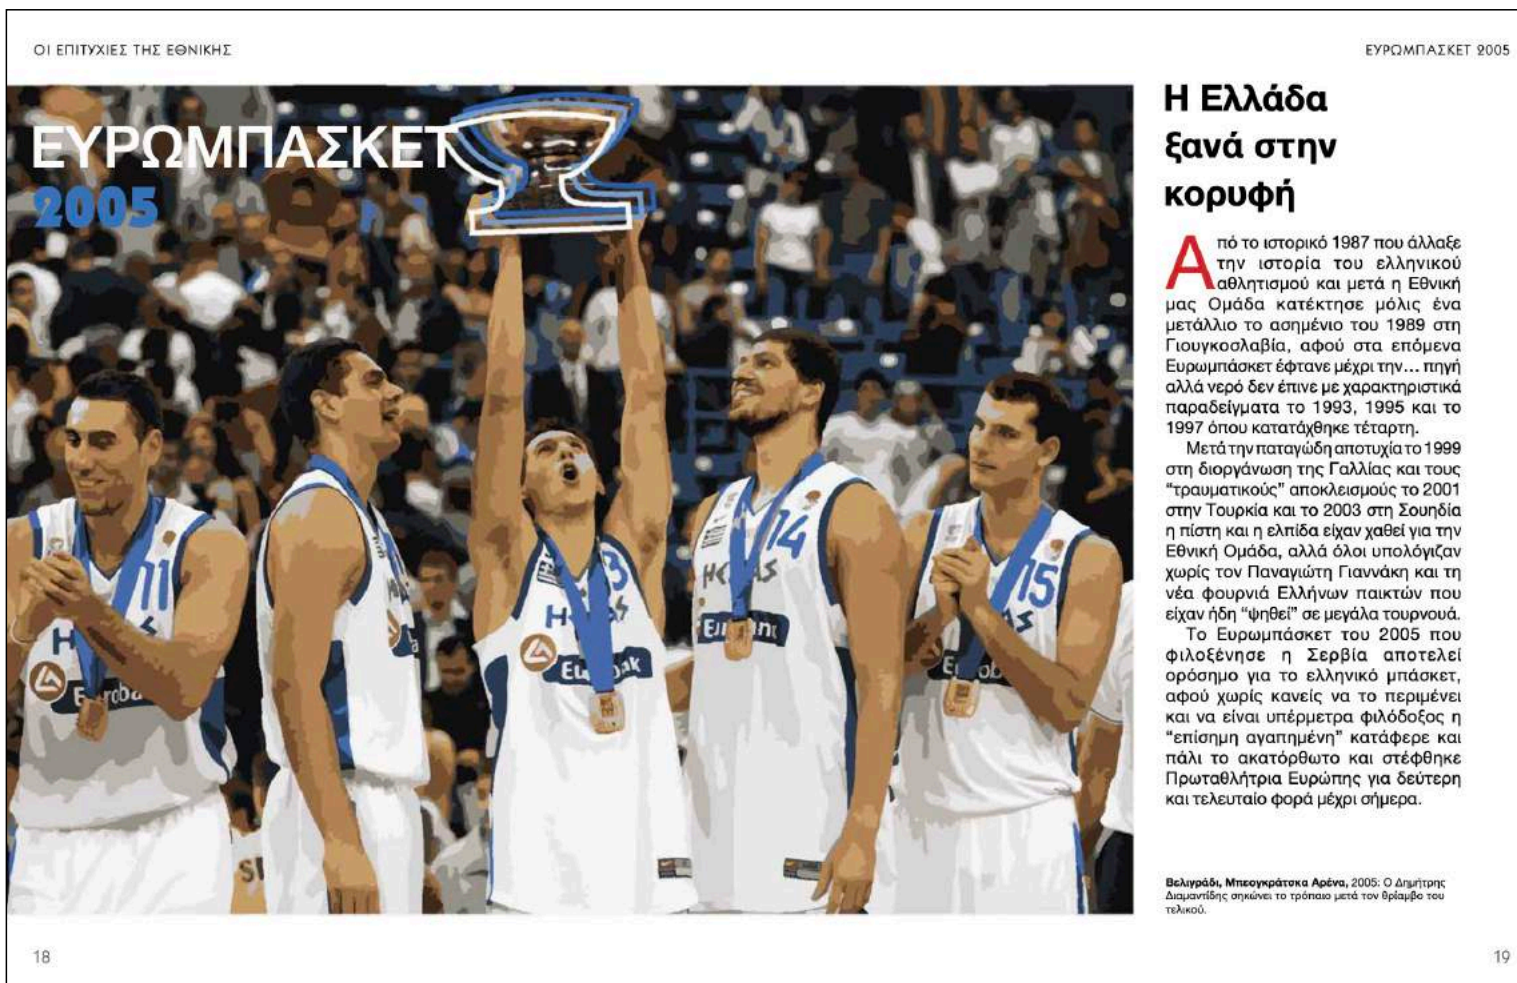 ΟΙ ΕΠΙΤΥΧΙΕΣ ΤΗΣ ΕΘΝΙΚΗΣ
ΕΥΡΩΜΠΑΣΚΕΤ 2005
ΕΥΡΩΜΠΑΣΚΕΤ
2005
11
Eurobank
13
Eurobank
14
Eurobank
15
Η Ελλάδα
ξανά στην
κορυφή
Από το ιστορικό 1987 που άλλαξε
την ιστορία του ελληνικού
αθλητισμού και μετά η Εθνική
μας Ομάδα κατέκτησε μόλις ένα
μετάλλιο το ασημένιο του 1989 στη
Γιουγκοσλαβία, αφού στα επόμενα
Ευρωμπάσκετ έφτανε μέχρι την... πηγή
αλλά νερό δεν έπινε με χαρακτηριστικά
παραδείγματα το 1993, 1995 και το
1997 όπου κατατάχθηκε τέταρτη.
Μετά την παταγώδη αποτυχία το 1999
στη διοργάνωση της Γαλλίας και τους
“τραυματικούς” αποκλεισμούς το 2001
στην Τουρκία και το 2003 στη Σουηδία
η πίστη και η ελπίδα είχαν χαθεί για την
Εθνική Ομάδα, αλλά όλοι υπολόγιζαν
χωρίς τον Παναγιώτη Γιαννάκη και τη
νέα φουρνιά Ελλήνων παικτών που
είχαν ήδη “ψηθεί” σε μεγάλα τουρνουά.
Το Ευρωμπάσκετ του 2005 που
φιλοξένησε η Σερβία αποτελεί
ορόσημο για το ελληνικό μπάσκετ,
αφού χωρίς κανείς να το περιμένει
και να είναι υπέρμετρα φιλόδοξος η
“επίσημη αγαπημένη” κατάφερε και
πάλι το ακατόρθωτο και στέφθηκε
Πρωταθλήτρια Ευρώπης για δεύτερη
και τελευταίο φορά μέχρι σήμερα.
Βελιγράδι, Μπεογκράτσκα Αρένα, 2005: Ο Δημήτρης
Διαμαντίδης σηκώνει το τρόπαιο μετά τον θρίαμβο του
τελικού.
18
19